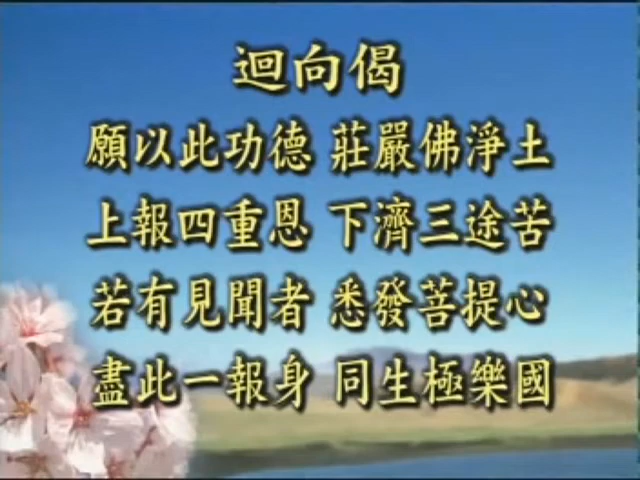 迴向偈
願以此功德 莊嚴佛淨土
上報四重恩 下濟三途苦
若有見聞者 悉發菩提心
盡此一報身 同生極樂國